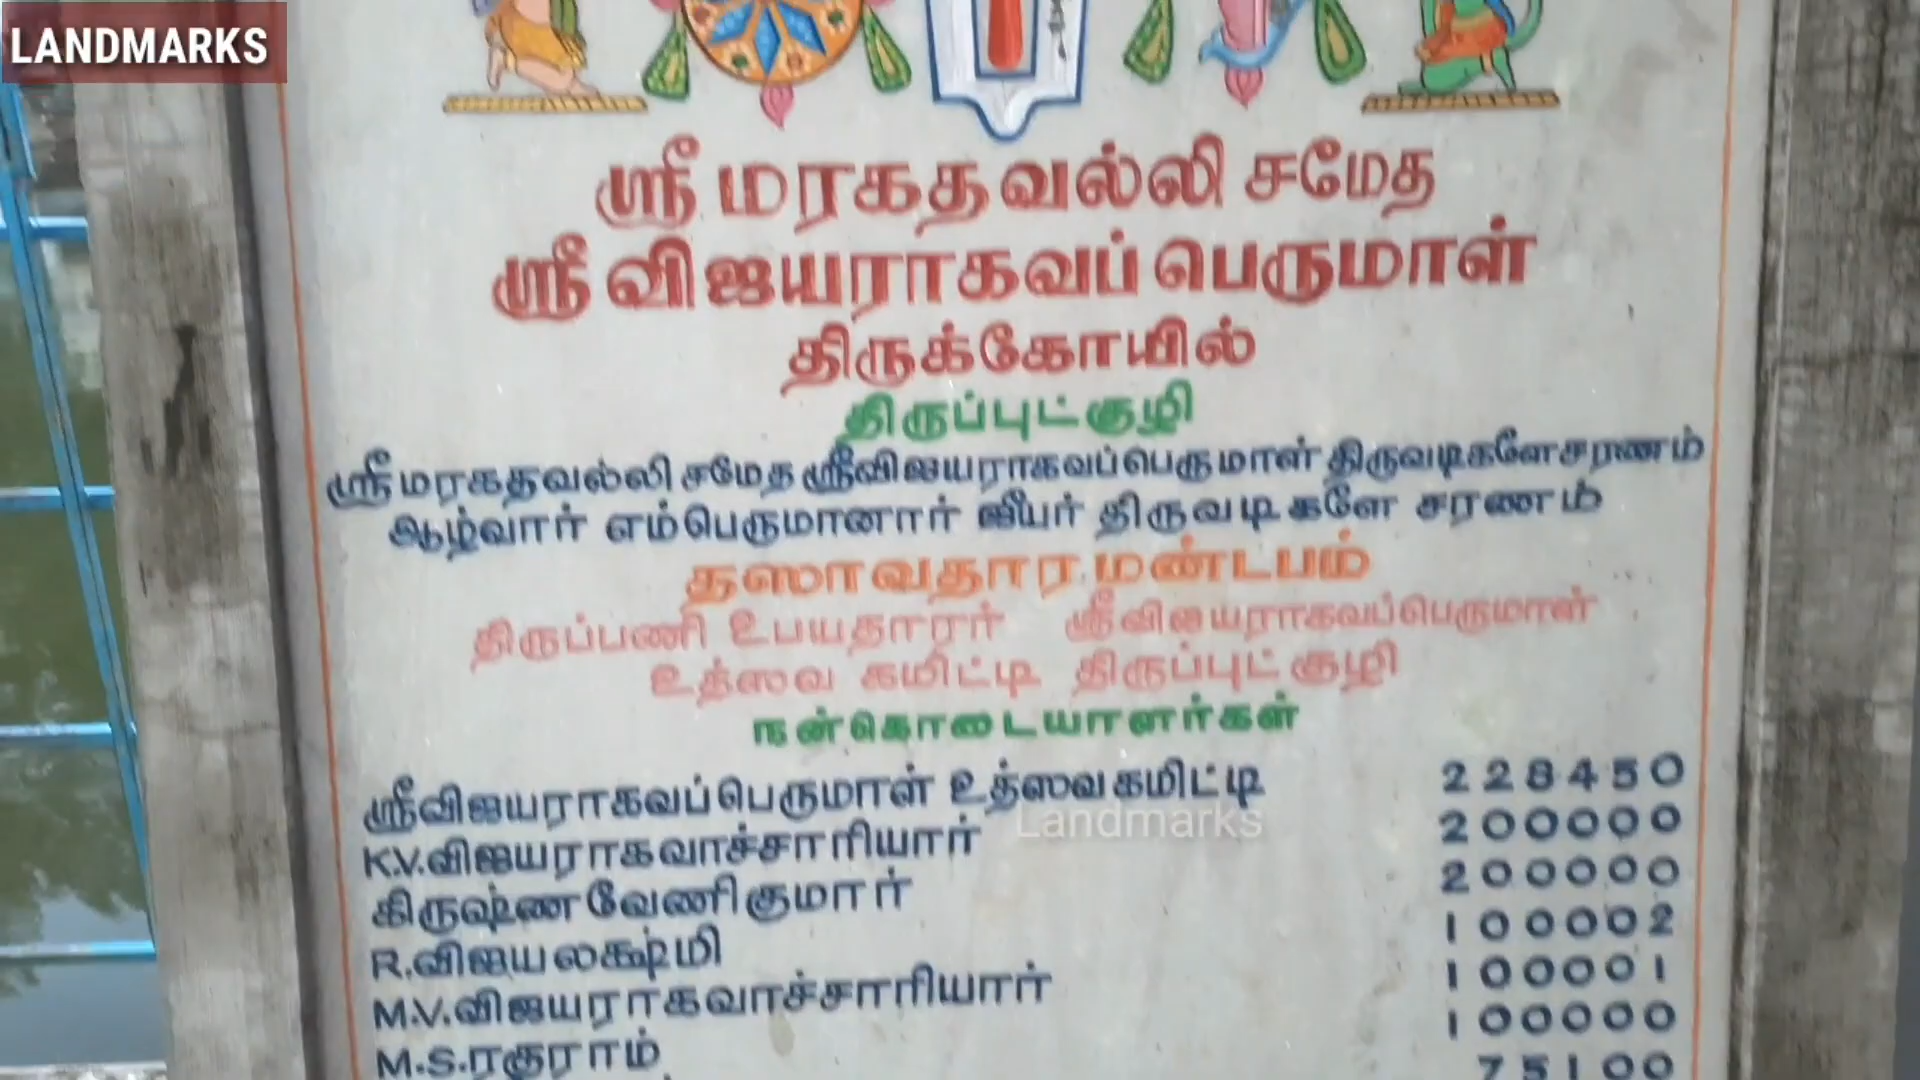 LANDMARKS
ஸ்ரீ மரகதவல்லி சமேத
ஸ்ரீ விஜயராகவப் பெருமாள்
திருக்கோயில்
திருப்புட்குழி
ஸ்ரீ மரகதவல்லி சமேத ஸ்ரீவிஜயராகவப்பெருமாள் திருவடிகளேசரணம்
ஆழ்வார் எம்பெருமானார் ஜீயர் திருவடிகளே சரணம்
தஸாவதார மண்டபம்
திருப்பணி உபயதாரர் ஸ்ரீவிஜயராகவப்பெருமாள்
உத்ஸவ கமிட்டி திருப்புட்குழி
நன்கொடையாளர்கள்
ஸ்ரீவிஜயராகவப்பெருமாள் உத்ஸவகமிட்டி 228450
Landmarks
K.V.விஜயராகவாச்சாரியார் 200000
கிருஷ்ணவேணிகுமார் 200000
R.விஜயலக்ஷ்மி 100002
M.V.விஜயராகவாச்சாரியார் 100001
M.S.ரகுராம் 100000
75100